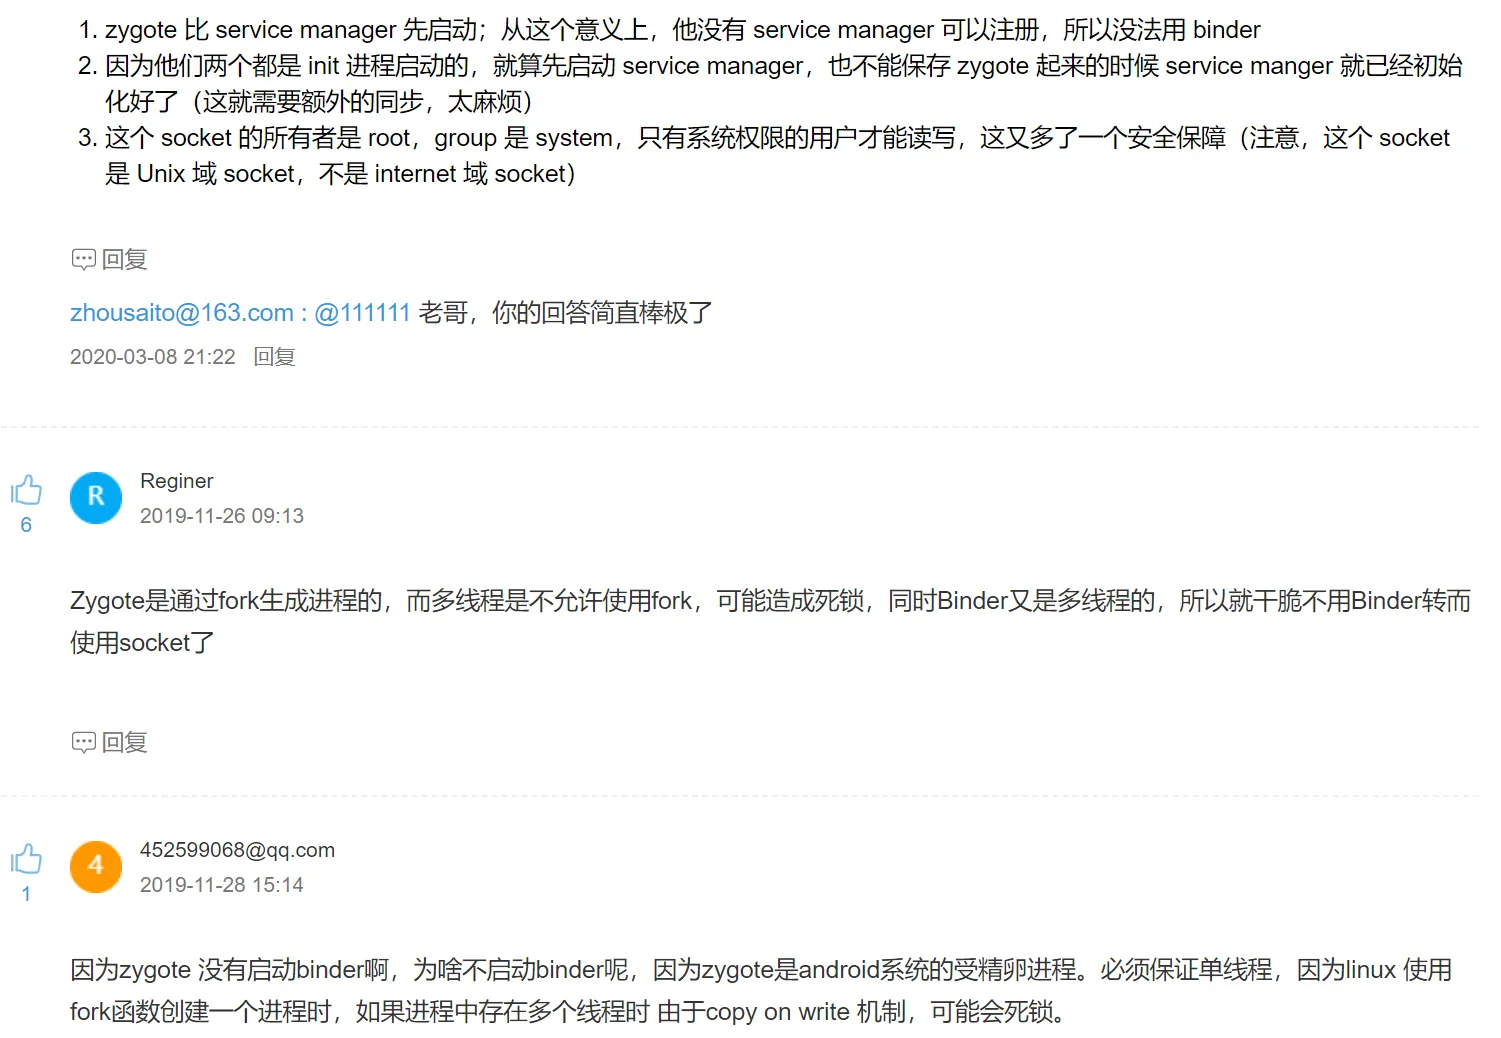 1. zygote 比 service manager 先启动；从这个意义上，他没有 service manager 可以注册，所以没法用 binder
2. 因为他们两个都是 init 进程启动的，就算先启动 service manager，也不能保存 zygote 起来的时候 service manger 就已经初始
化好了（这就需要额外的同步，太麻烦）
3. 这个 socket 的所有者是 root，group 是 system，只有系统权限的用户才能读写，这又多了一个安全保障（注意，这个 socket
是 Unix 域 socket，不是 internet 域 socket）
回复
zhousaito@163.com : @111111 老哥，你的回答简直棒极了
2020-03-08 21:22 回复
R
Reginer
2019-11-26 09:13
6
Zygote是通过fork生成进程的，而多线程是不允许使用fork，可能造成死锁，同时Binder又是多线程的，所以就干脆不用Binder转而
使用socket了
回复
4
452599068@qq.com
2019-11-28 15:14
1
因为zygote 没有启动binder啊，为啥不启动binder呢，因为zygote是android系统的受精卵进程。必须保证单线程，因为linux 使用
fork函数创建一个进程时，如果进程中存在多个线程时 由于copy on write 机制，可能会死锁。